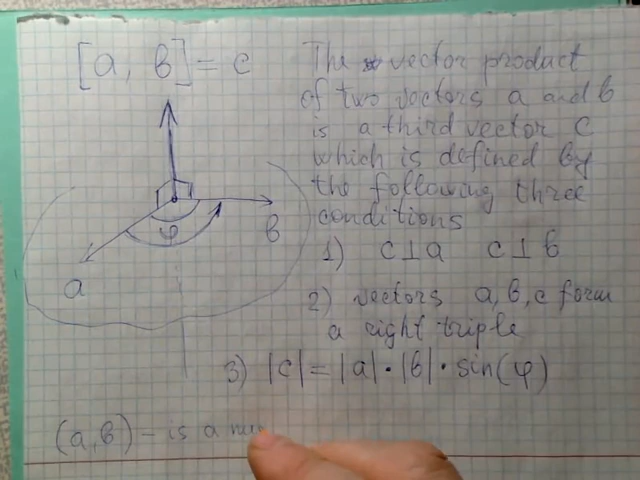 [a, b] = c
The vector product
of two vectors a and b
is a third vector c
which is defined by
the following three
conditions
1) c⊥a c⊥b
2) vectors a, b, c form
a right triple
3) |c| = |a|·|b|·sin(φ)
φ
b
a
(a, b) – is a